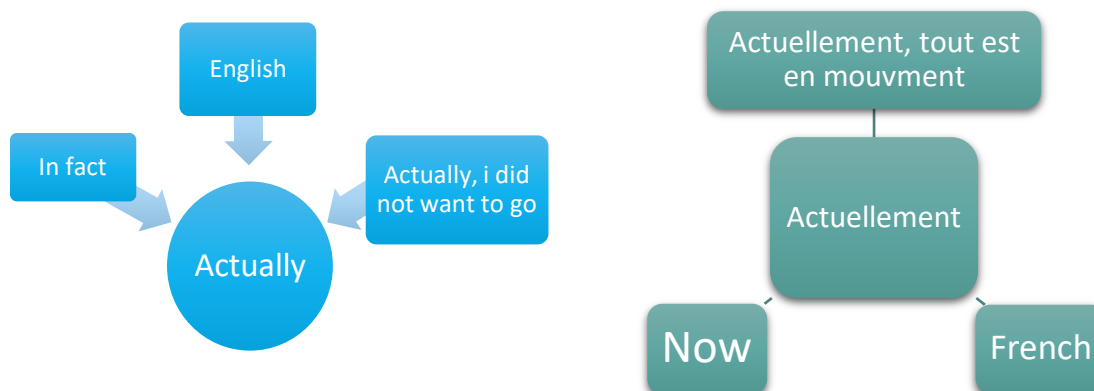 English
In fact
Actually, i did
not want to go
Actually
Actuellement, tout est
en mouvment
Actuellement
Now
French